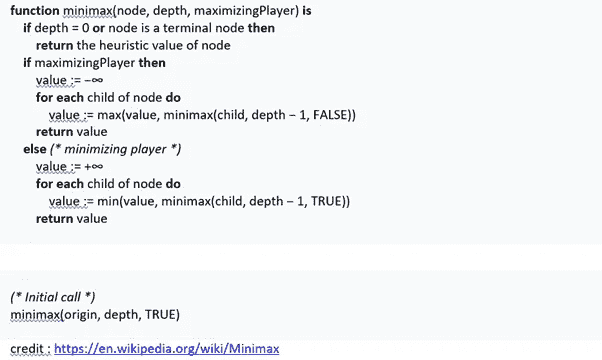 function minimax(node, depth, maximizingPlayer) is
if depth = 0 or node is a terminal node then
return the heuristic value of node
if maximizingPlayer then
value := −∞
for each child of node do
value := max(value, minimax(child, depth − 1, FALSE))
return value
else (* minimizing player *)
value := +∞
for each child of node do
value := min(value, minimax(child, depth − 1, TRUE))
return value
(* Initial call *)
minimax(origin, depth, TRUE)
credit : https://en.wikipedia.org/wiki/Minimax